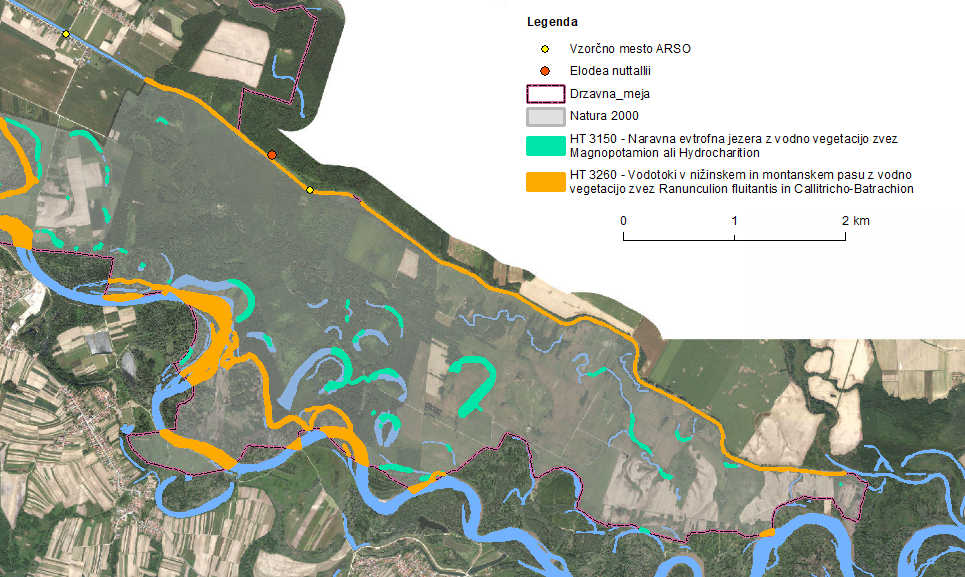 Legenda
Vzorčno mesto ARSO
Elodea nuttallii
Drzavna_meja
Natura 2000
HT 3150 - Naravna evtrofna jezera z vodno vegetacijo zvez
Magnopotamion ali Hydrocharition
HT 3260 - Vodotoki v nižinskem in montanskem pasu z vodno
vegetacijo zvez Ranunculion fluitantis in Callitricho-Batrachion
0 1 2 km